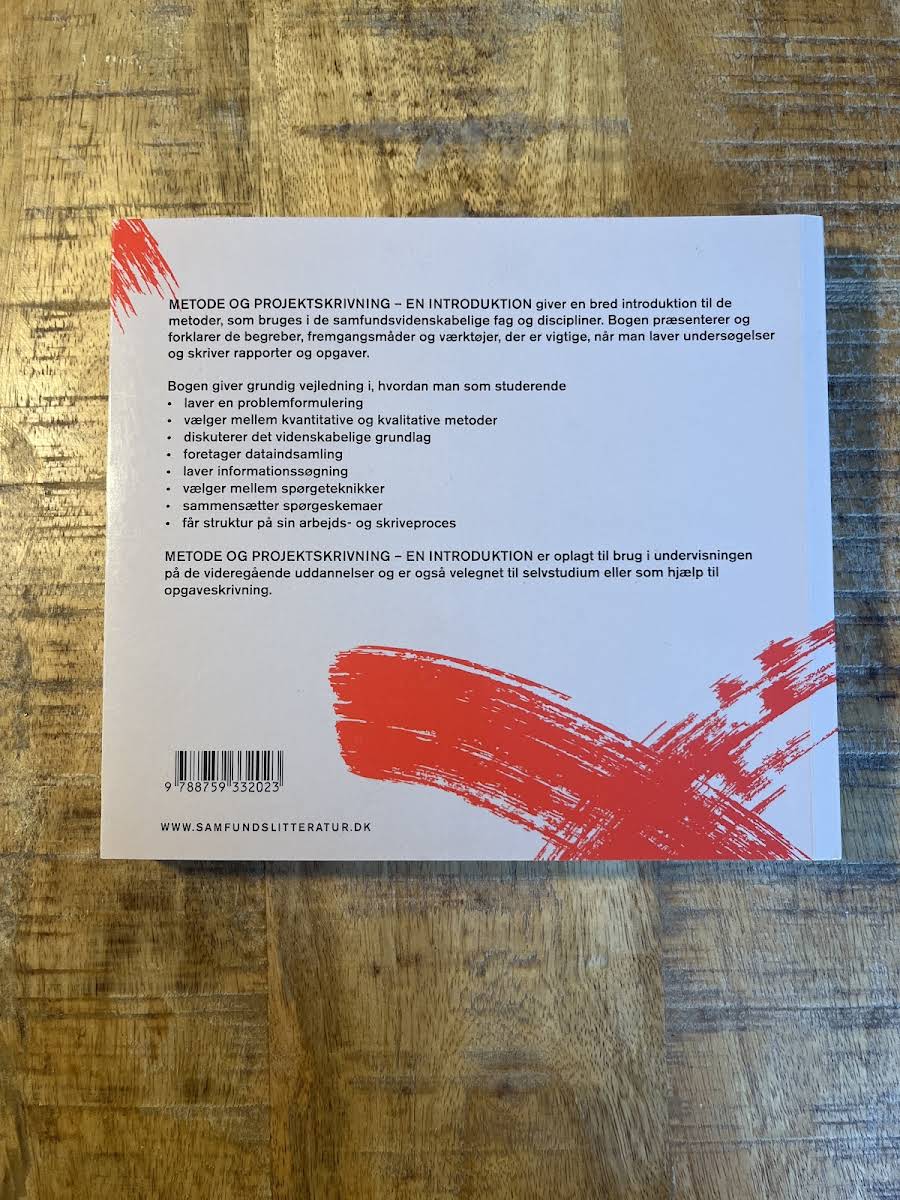 METODE OG PROJEKTSKRIVNING – EN INTRODUKTION giver en bred introduktion til de
metoder, som bruges i de samfundsvidenskabelige fag og discipliner. Bogen præsenterer og
forklarer de begreber, fremgangsmåder og værktøjer, der er vigtige, når man laver undersøgelser
og skriver rapporter og opgaver.
Bogen giver grundig vejledning i, hvordan man som studerende
• laver en problemformulering
• vælger mellem kvantitative og kvalitative metoder
• diskuterer det videnskabelige grundlag
• foretager dataindsamling
• laver informationssøgning
• vælger mellem spørgeteknikker
• sammensætter spørgeskemaer
• får struktur på sin arbejds- og skriveproces
METODE OG PROJEKTSKRIVNING – EN INTRODUKTION er oplagt til brug i undervisningen
på de videregående uddannelser og er også velegnet til selvstudium eller som hjælp til
opgaveskrivning.
9 788759 332023
WWW.SAMFUNDSLITTERATUR.DK